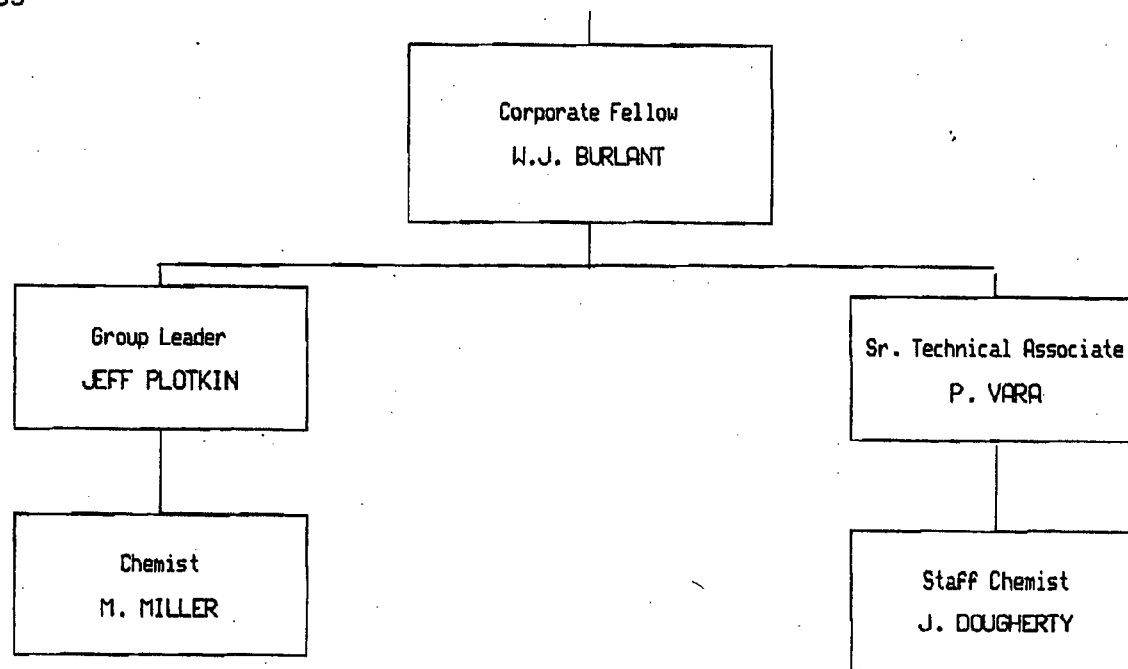 Corporate Fellow
W.J. BURLANT
Group Leader
JEFF PLOTKIN
Sr. Technical Associate
P. VARA
Chemist
M. MILLER
Staff Chemist
J. DOUGHERTY